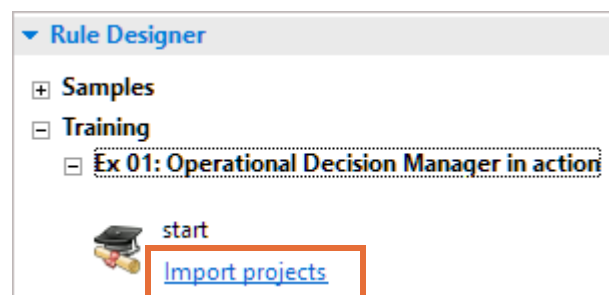 Rule Designer
Samples
Training
Ex 01: Operational Decision Manager in action
start
Import projects